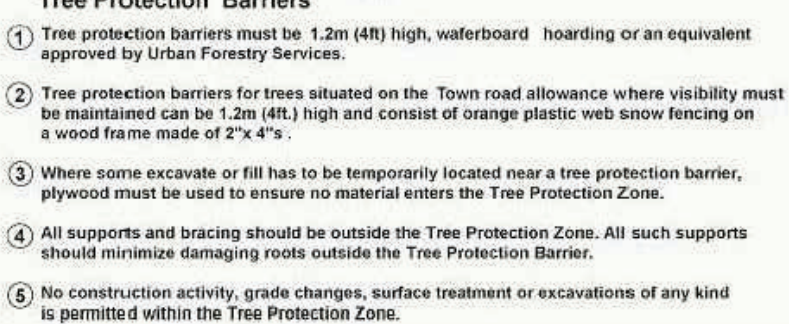 Tree Protection Barriers
1 Tree protection barriers must be 1.2m (4ft) high, waferboard hoarding or an equivalent
approved by Urban Forestry Services.
2 Tree protection barriers for trees situated on the Town road allowance where visibility must
be maintained can be 1.2m (4ft.) high and consist of orange plastic web snow fencing on
a wood frame made of 2"x 4"s .
3 Where some excavate or fill has to be temporarily located near a tree protection barrier,
plywood must be used to ensure no material enters the Tree Protection Zone.
4 All supports and bracing should be outside the Tree Protection Zone. All such supports
should minimize damaging roots outside the Tree Protection Barrier.
5 No construction activity, grade changes, surface treatment or excavations of any kind
is permitted within the Tree Protection Zone.